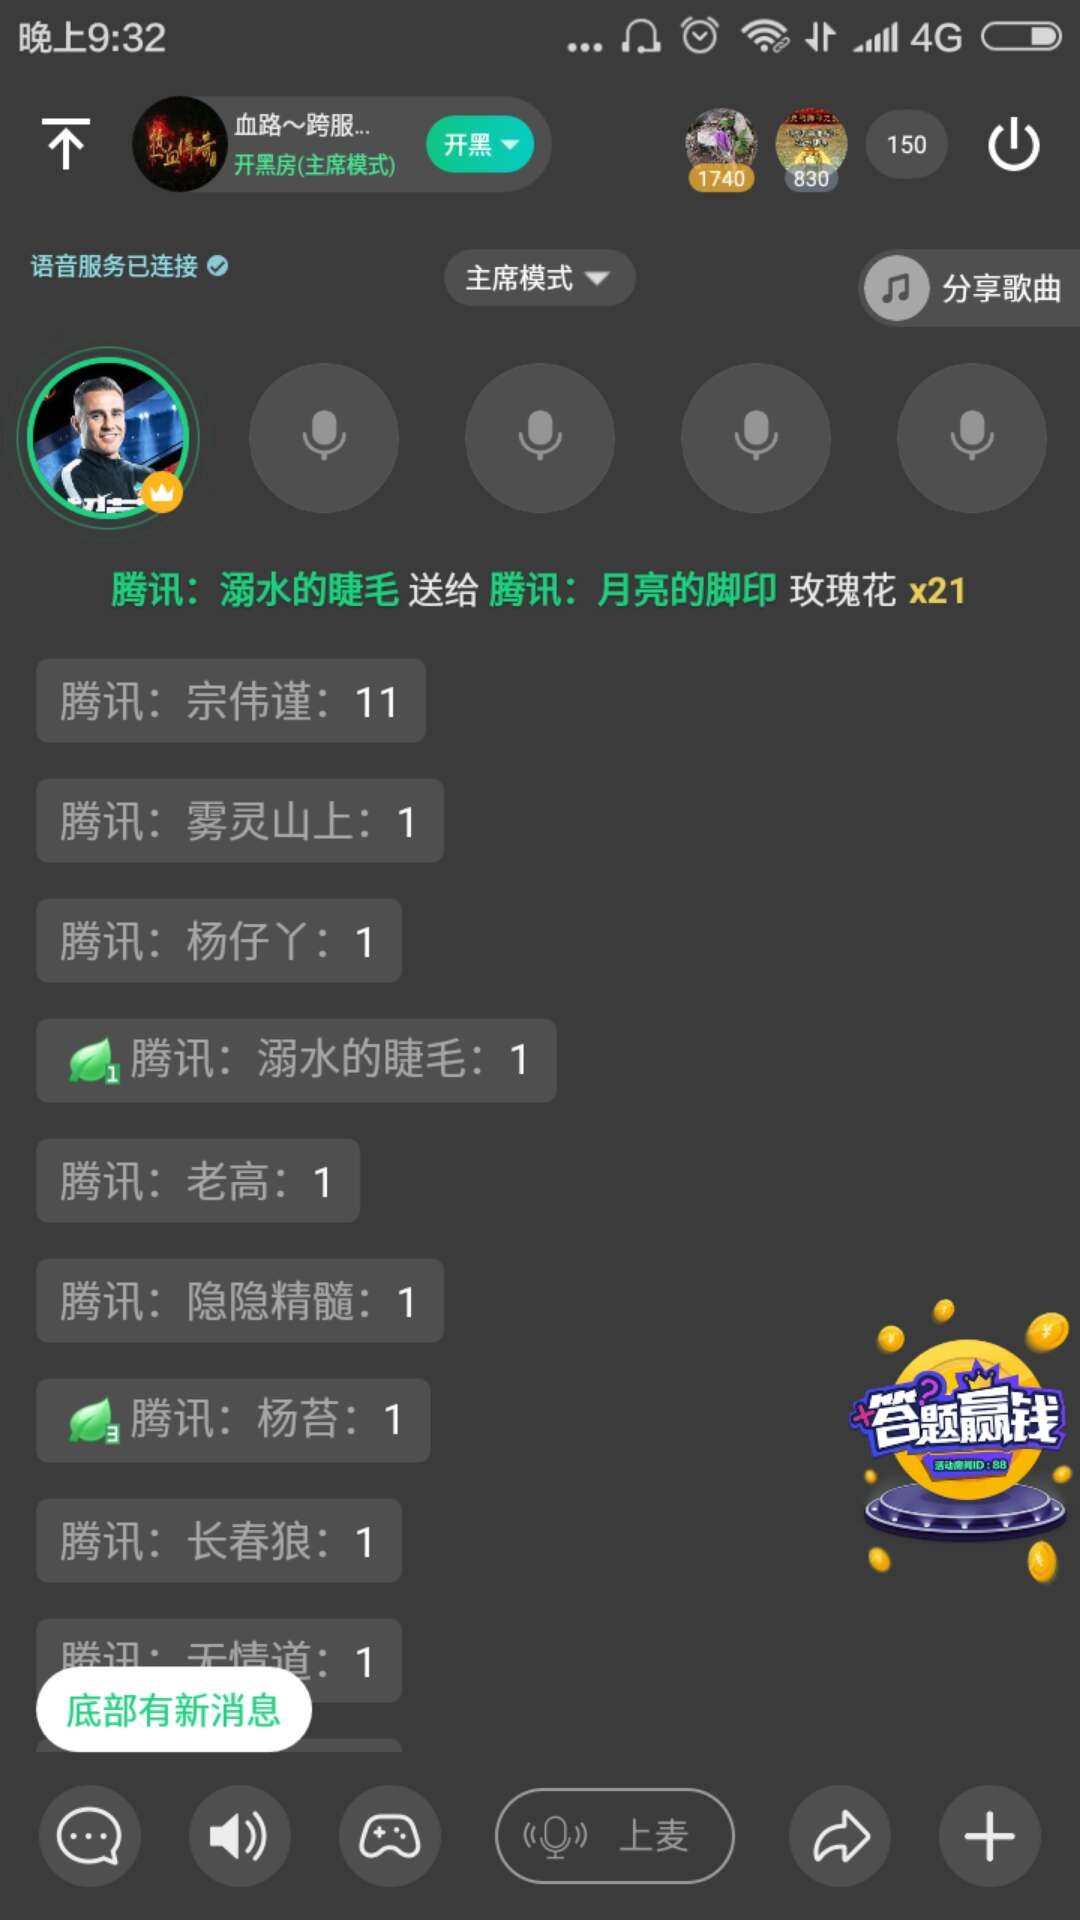 晚上9:32
4G
热血传奇
血路～跨服...
开黑房(主席模式)
开黑
1740
830
150
语音服务已连接
主席模式
分享歌曲
腾讯：溺水的睫毛 送给 腾讯：月亮的脚印 玫瑰花 x21
腾讯：宗伟谨：11
腾讯：雾灵山上：1
腾讯：杨仔丫：1
1 腾讯：溺水的睫毛：1
腾讯：老高：1
腾讯：隐隐精髓：1
3 腾讯：杨苔：1
答题赢钱
活动房间ID:88
腾讯：长春狼：1
腾讯：无情道：1
底部有新消息
上麦